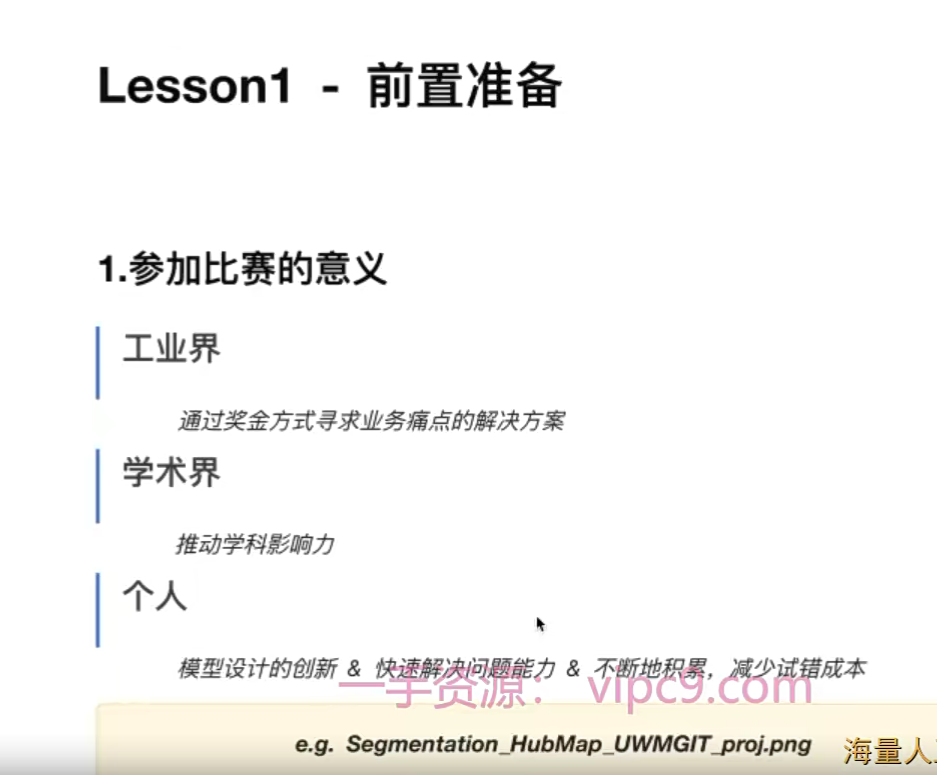 Lesson1 - 前置准备
1.参加比赛的意义
工业界
通过奖金方式寻求业务痛点的解决方案
学术界
推动学科影响力
个人
模型设计的创新 & 快速解决问题能力 & 不断地积累，减少试错成本
一手资源： vipc9.com
e.g. Segmentation_HubMap_UWMGIT_proj.png
海量人